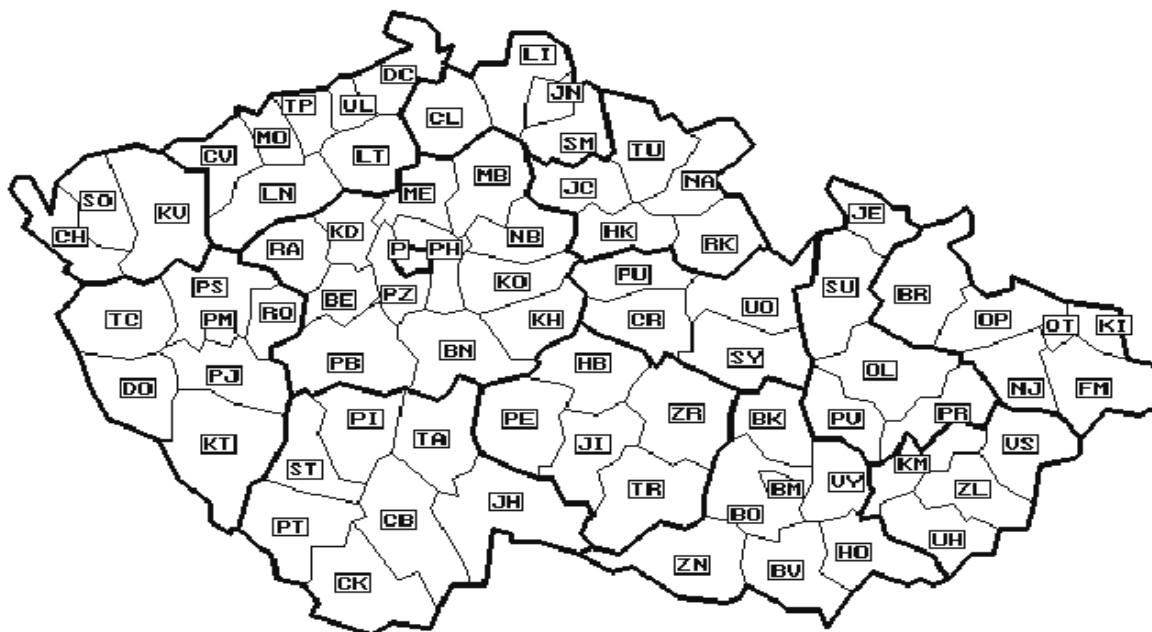 LI
DC
JN
TP
UL
CL
MO
SM
CV
LT
TU
MB
NA
LN
ME
JC
SO
KV
JE
CH
KD
NB
HK
RK
RA
P
PH
PU
BR
PS
BE
PZ
KO
SU
RO
UO
TC
PM
KH
CR
OP
OT
KI
BN
SY
PB
HB
OL
DO
PJ
NJ
FM
PI
PE
ZR
BK
PV
PR
KT
TA
JI
VS
ST
KM
JH
TR
BM
VY
ZL
PT
CB
BO
UH
HO
CK
ZN
BV